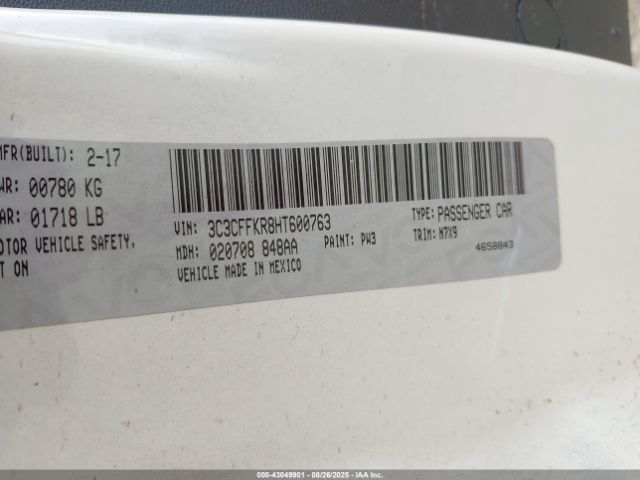 MFR(BUILT): 2-17
WR: 00780 KG
AR: 01718 LB
OTOR VEHICLE SAFETY,
CT ON
VIN: 3C3CFFKR8HT600763
TYPE: PASSENGER CAR
MDH: 020708 848AA
PAINT: PW3
TRIM: N7X9
VEHICLE MADE IN MEXICO
4658843
000-43049901 - 08/26/2025 - IAA Inc.